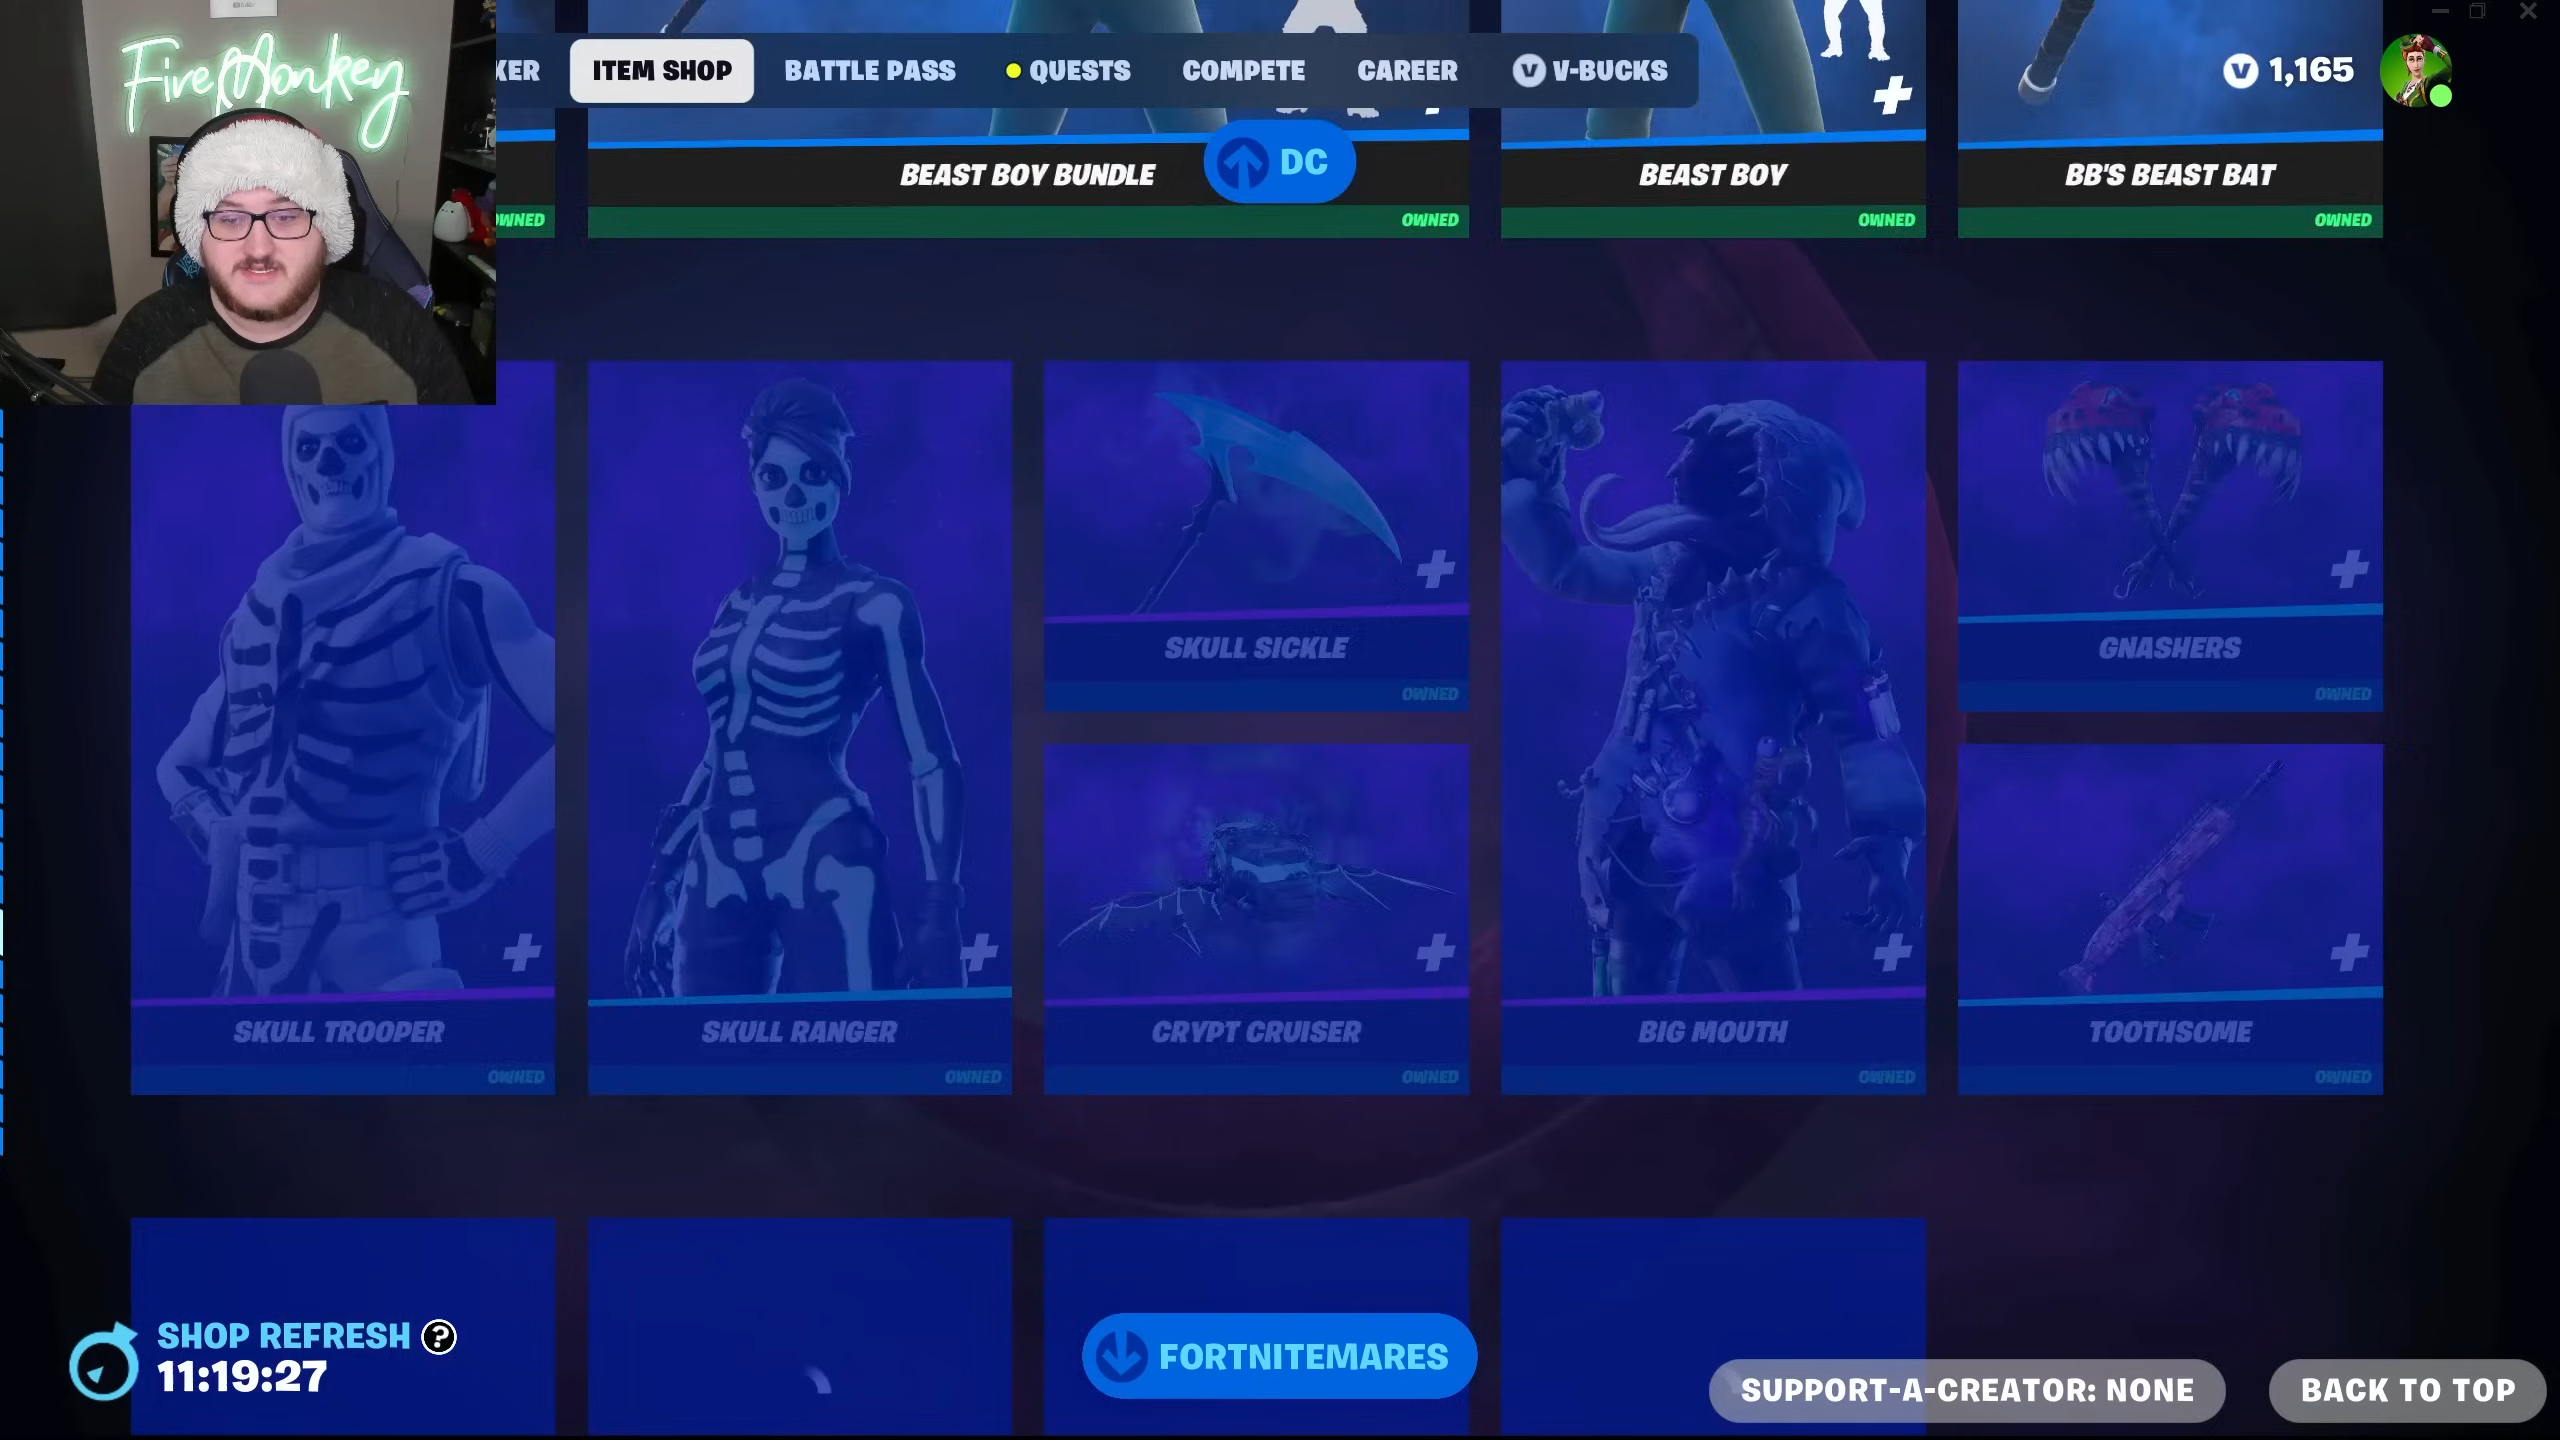 FireMonkey
KER
ITEM SHOP
BATTLE PASS
QUESTS
COMPETE
CAREER
V-BUCKS
1,165
DC
BEAST BOY BUNDLE
BEAST BOY
BB'S BEAST BAT
OWNED
OWNED
OWNED
OWNED
SKULL SICKLE
OWNED
GNASHERS
OWNED
SKULL TROOPER
OWNED
SKULL RANGER
OWNED
CRYPT CRUISER
OWNED
BIG MOUTH
OWNED
TOOTHSOME
OWNED
SHOP REFRESH ?
11:19:27
FORTNITEMARES
SUPPORT-A-CREATOR: NONE
BACK TO TOP